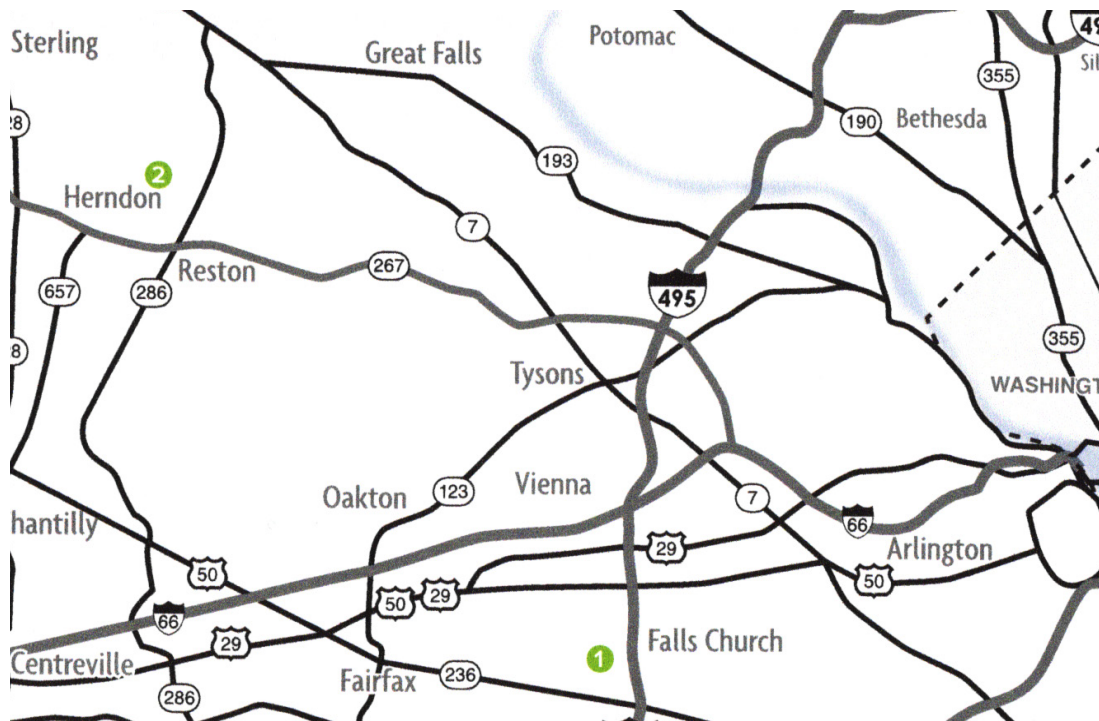 Sterling
Great Falls
Potomac
355
190
Bethesda
193
2
Herndon
7
267
Reston
657
286
495
355
Tysons
WASHINGT
Oakton
123
Vienna
7
hantilly
66
29
Arlington
50
50
50
29
66
29
Centreville
Falls Church
1
Fairfax
236
286